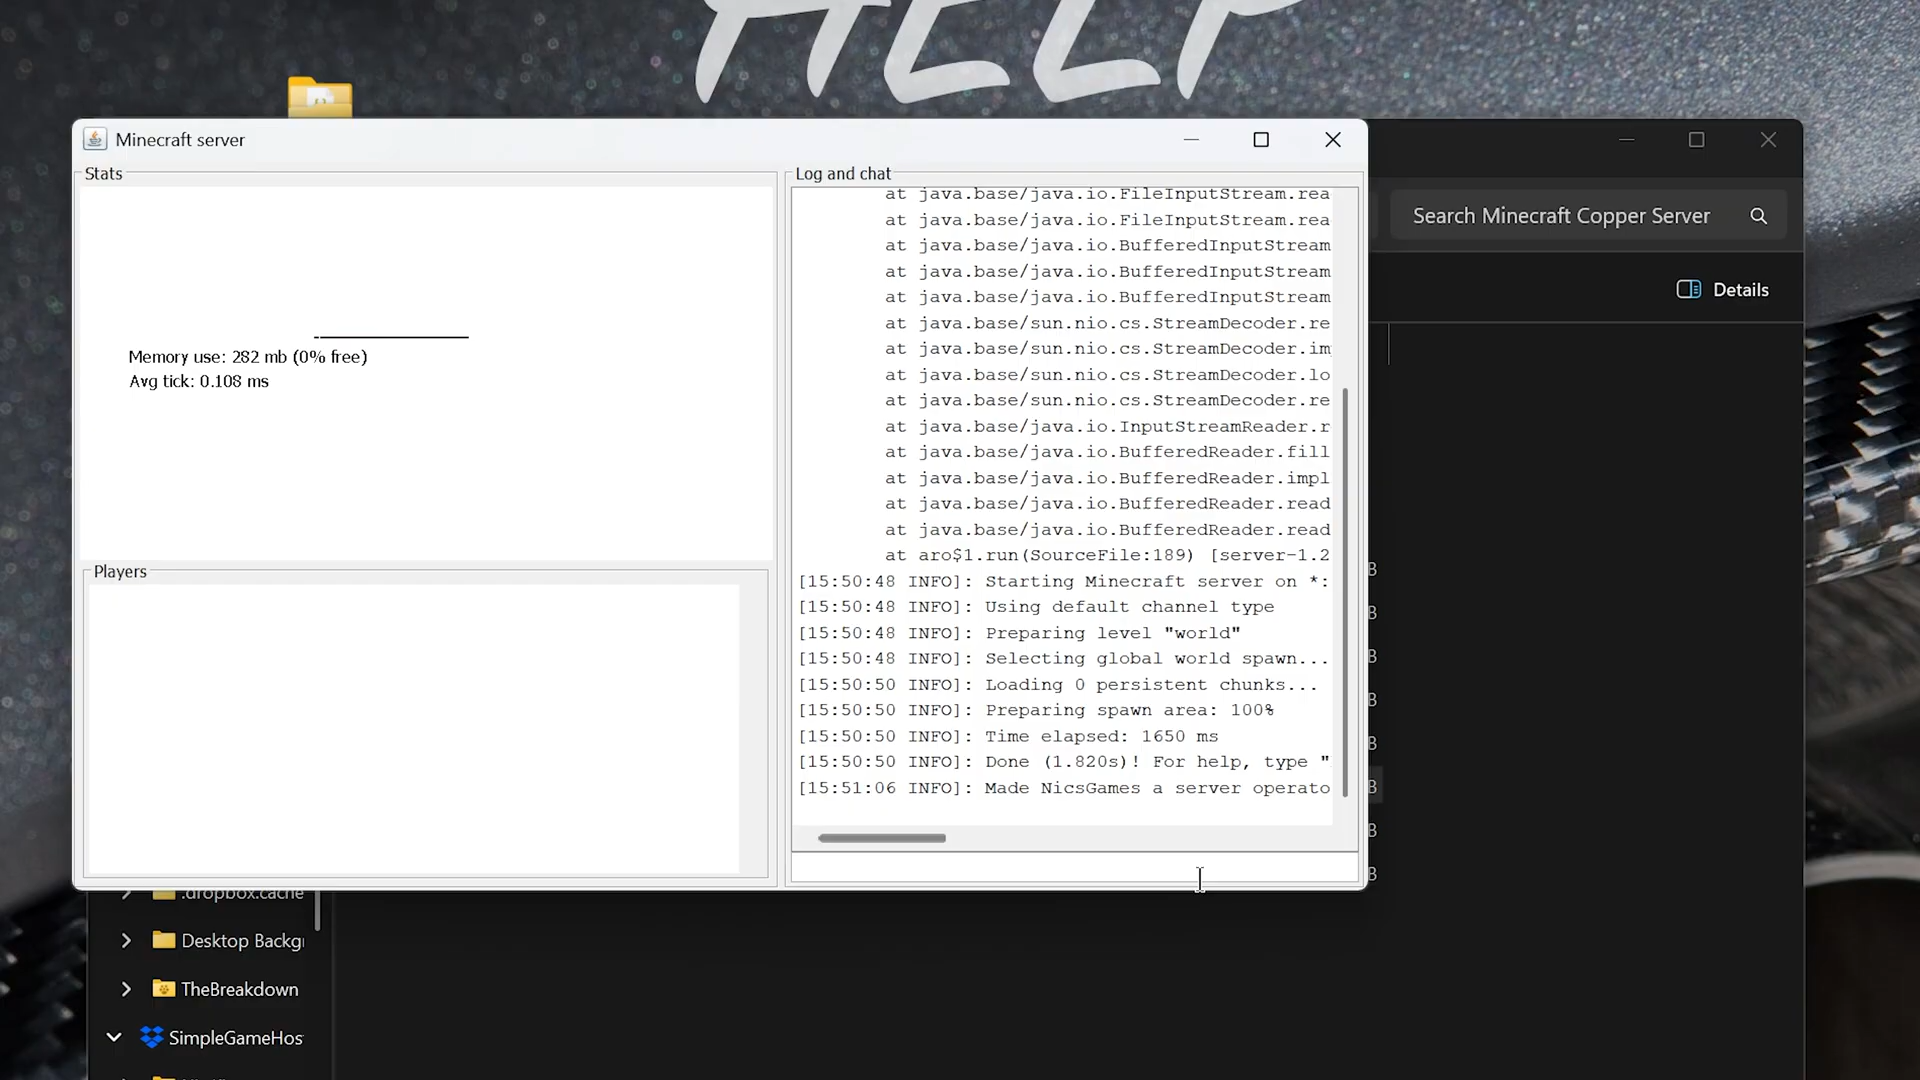 HELP
Minecraft server
Stats
Log and chat
Memory use: 282 mb (0% free)
Avg tick: 0.108 ms
Players
at java.base/java.io.FileInputStream.rea
at java.base/java.io.FileInputStream.rea
at java.base/java.io.BufferedInputStream
at java.base/java.io.BufferedInputStream
at java.base/java.io.BufferedInputStream
at java.base/sun.nio.cs.StreamDecoder.re
at java.base/sun.nio.cs.StreamDecoder.im
at java.base/sun.nio.cs.StreamDecoder.lo
at java.base/sun.nio.cs.StreamDecoder.re
at java.base/java.io.InputStreamReader.r
at java.base/java.io.BufferedReader.fill
at java.base/java.io.BufferedReader.impl
at java.base/java.io.BufferedReader.read
at java.base/java.io.BufferedReader.read
at aro$1.run(SourceFile:189) [server-1.2
[15:50:48 INFO]: Starting Minecraft server on *:
[15:50:48 INFO]: Using default channel type
[15:50:48 INFO]: Preparing level "world"
[15:50:48 INFO]: Selecting global world spawn...
[15:50:50 INFO]: Loading 0 persistent chunks...
[15:50:50 INFO]: Preparing spawn area: 100%
[15:50:50 INFO]: Time elapsed: 1650 ms
[15:50:50 INFO]: Done (1.820s)! For help, type "
[15:51:06 INFO]: Made NicsGames a server operato
Search Minecraft Copper Server
Details
B
B
B
B
B
B
B
B
.dropbox.cache
Desktop Backg
TheBreakdown
SimpleGameHos